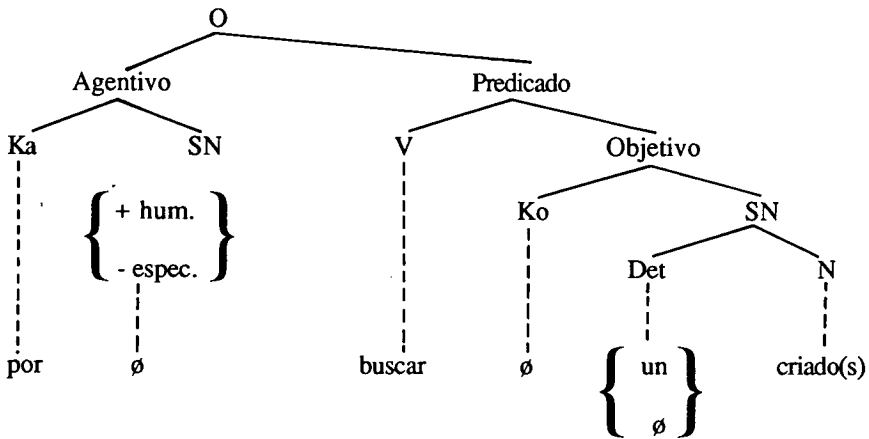 O
Agentivo Predicado
Ka SN V Objetivo
+ hum. Ko SN
- espec. Det N
por ø buscar ø un criado(s)
ø